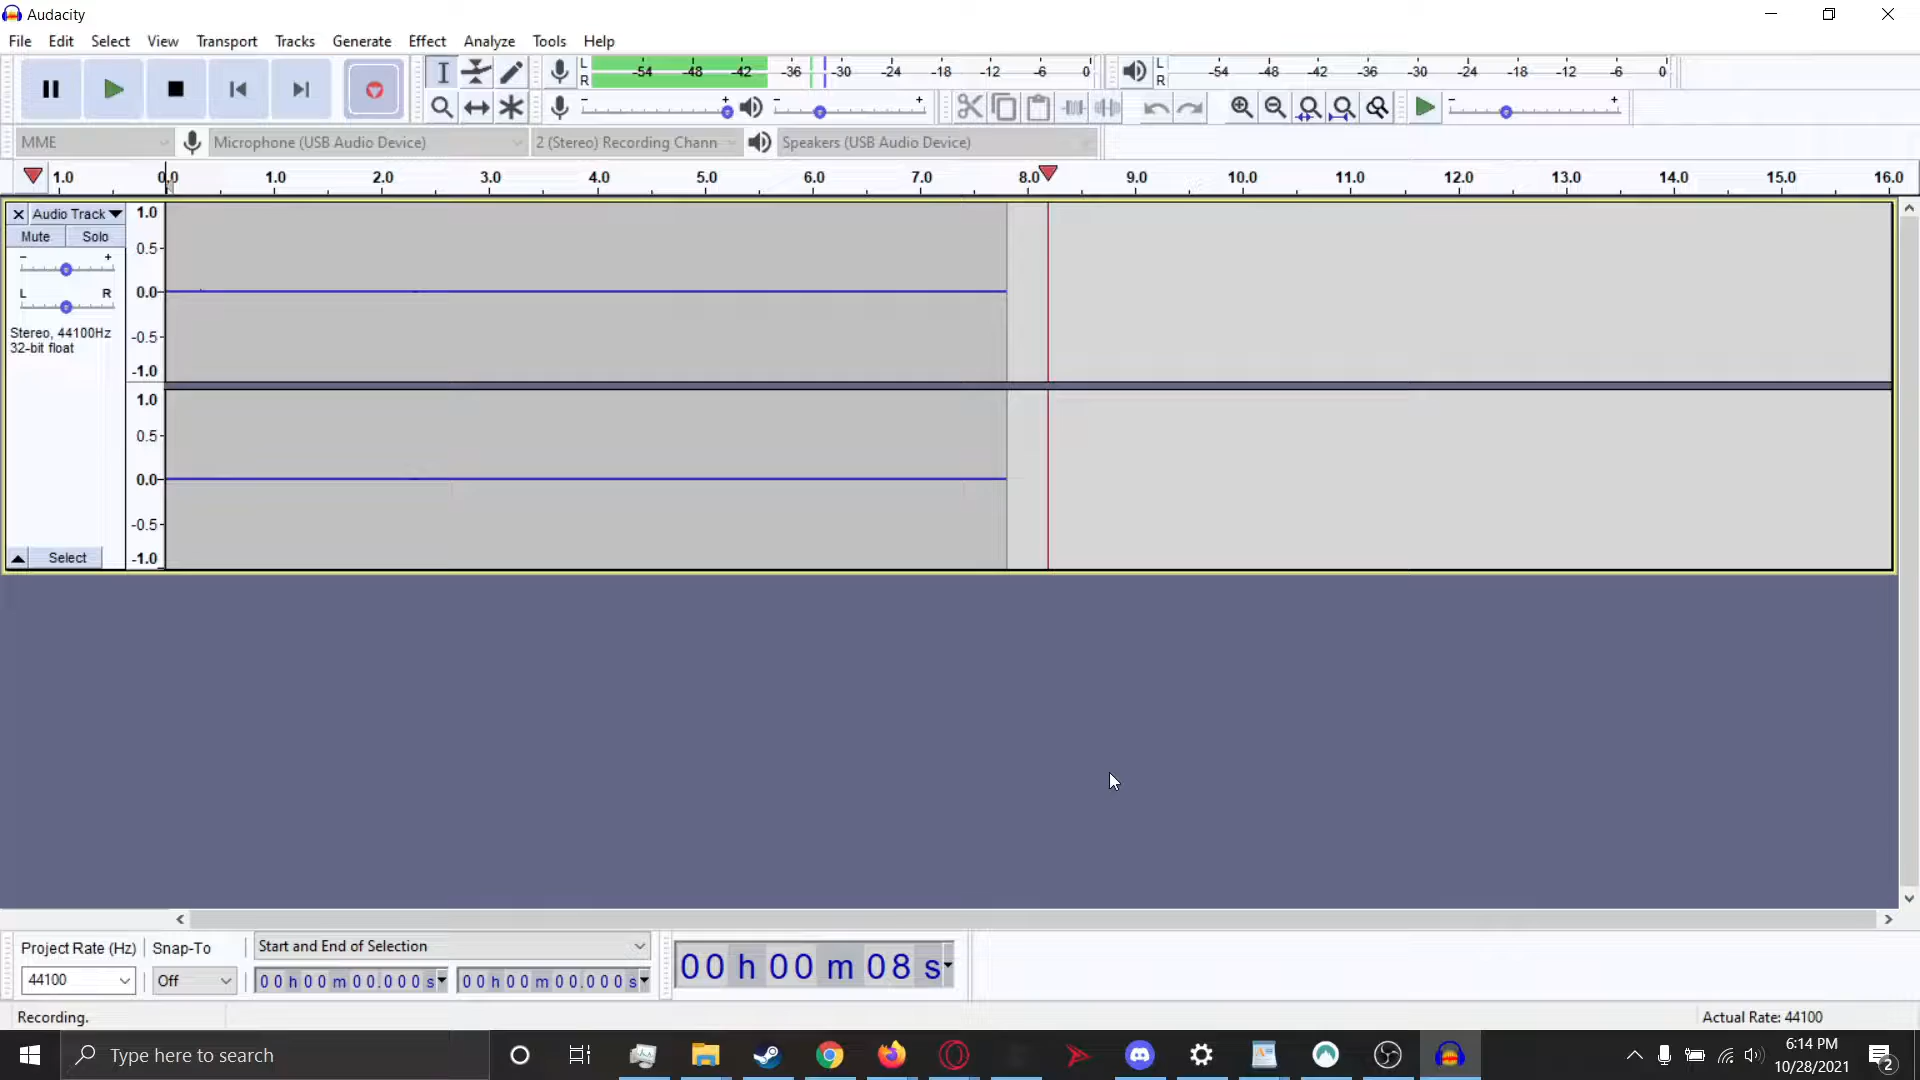 Audacity
File Edit Select View Transport Tracks Generate Effect Analyze Tools Help
L
R
-54 -48 -42 -36 -30 -24 -18 -12 -6 0
L
R
-54 -48 -42 -36 -30 -24 -18 -12 -6 0
- + - + - +
MME Microphone (USB Audio Device) 2 (Stereo) Recording Chann Speakers (USB Audio Device)
1.0 0.0 1.0 2.0 3.0 4.0 5.0 6.0 7.0 8.0 9.0 10.0 11.0 12.0 13.0 14.0 15.0 16.0
Audio Track
Mute Solo
- +
L R
Stereo, 44100Hz
32-bit float
Select
1.0
0.5
0.0
-0.5
-1.0
1.0
0.5
0.0
-0.5
-1.0
Project Rate (Hz) Snap-To Start and End of Selection
44100 Off 00 h 00 m 00.000 s 00 h 00 m 00.000 s
00 h 00 m 08 s
Recording. Actual Rate: 44100
Type here to search
6:14 PM
10/28/2021
2